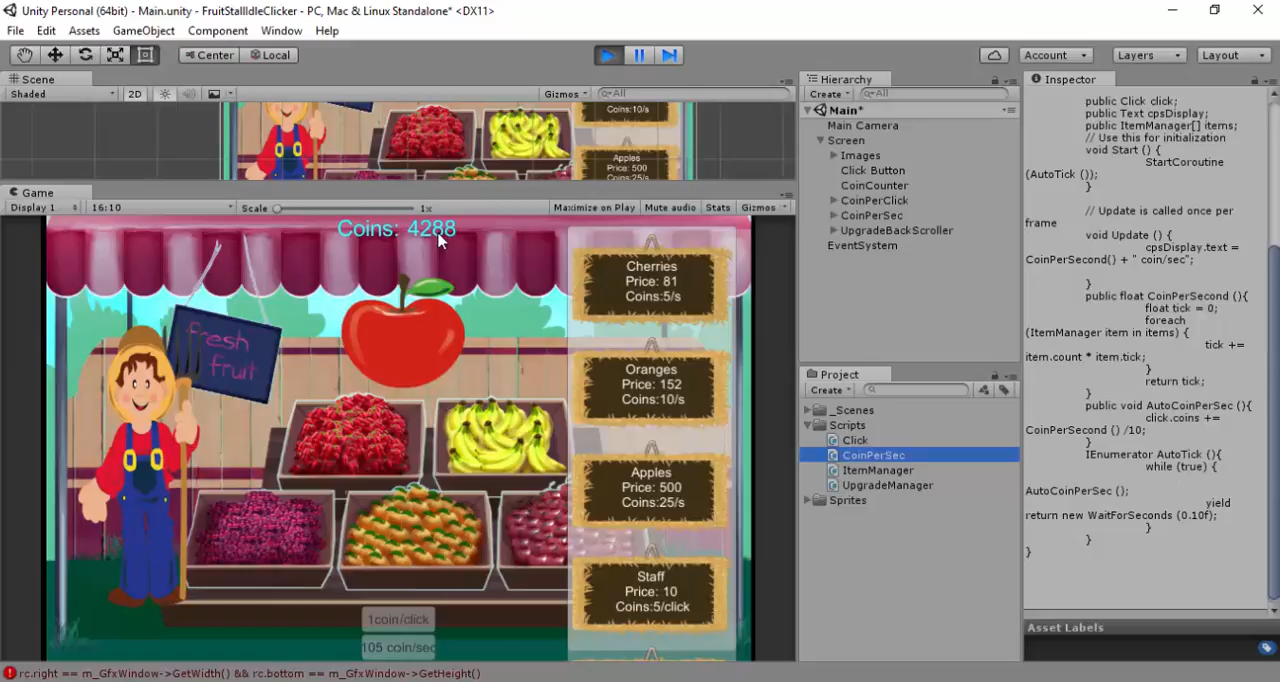 Unity Personal (64bit) - Main.unity - FruitStallIdleClicker - PC, Mac & Linux Standalone* <DX11>
File Edit Assets GameObject Component Window Help
Center Local Account Layers Layout
Scene
Shaded 2D Gizmos All
Coins:10/s
Apples
Price: 500
Coins:25/s
Game
Display 1 16:10 Scale 1x Maximize on Play Mute audio Stats Gizmos
Coins: 4288
fresh
fruit
Cherries
Price: 81
Coins:5/s
Oranges
Price: 152
Coins:10/s
Apples
Price: 500
Coins:25/s
Staff
Price: 10
Coins:5/click
1coin/click
105 coin/sec
Hierarchy
Create All
Main*
Main Camera
Screen
Images
Click Button
CoinCounter
CoinPerClick
CoinPerSec
UpgradeBackScroller
EventSystem
Project
Create
_Scenes
Scripts
Click
CoinPerSec
ItemManager
UpgradeManager
Sprites
Inspector
public Click click;
public Text cpsDisplay;
public ItemManager[] items;
// Use this for initialization
void Start () {
StartCoroutine
(AutoTick ());
}
// Update is called once per
frame
void Update () {
cpsDisplay.text =
CoinPerSecond() + " coin/sec";
}
public float CoinPerSecond (){
float tick = 0;
foreach
(ItemManager item in items) {
tick +=
item.count * item.tick;
}
return tick;
}
public void AutoCoinPerSec (){
click.coins +=
CoinPerSecond () /10;
}
IEnumerator AutoTick (){
while (true) {
AutoCoinPerSec ();
yield
return new WaitForSeconds (0.10f);
}
}
}
Asset Labels
rc.right == m_GfxWindow->GetWidth() && rc.bottom == m_GfxWindow->GetHeight()